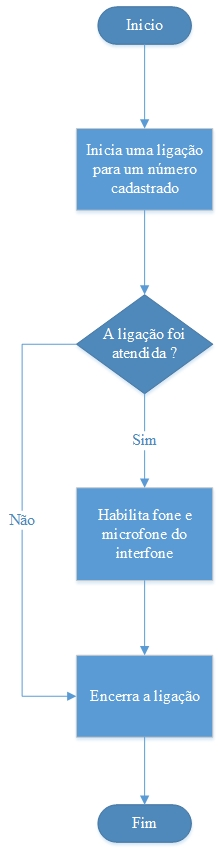 Inicio
Inicia uma ligação
para um número
cadastrado
A ligação foi
atendida ?
Sim
Não
Habilita fone e
microfone do
interfone
Encerra a ligação
Fim